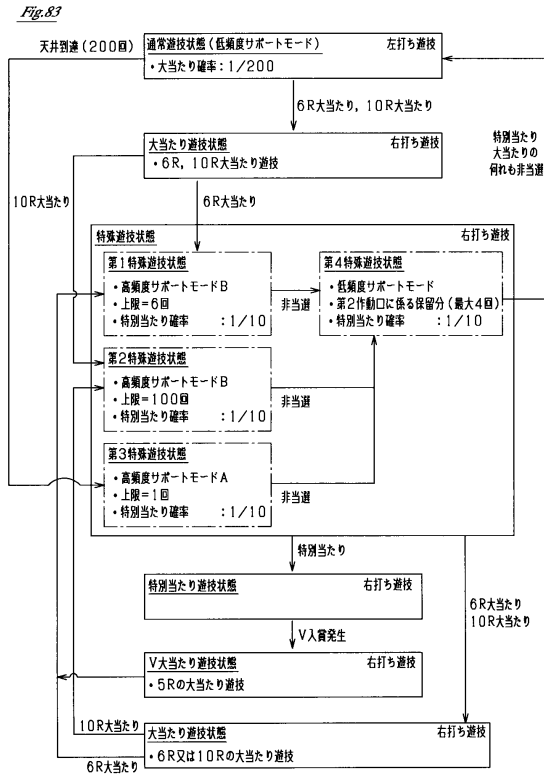 Fig.83
天井到達(200回)
通常遊技状態(低頻度サポートモード)
左打ち遊技
・大当たり確率:1/200
6R大当たり,10R大当たり
特別当たり
大当たりの
何れも非当選
大当たり遊技状態
右打ち遊技
・6R,10R大当たり遊技
10R大当たり
6R大当たり
特殊遊技状態
右打ち遊技
第1特殊遊技状態
・高頻度サポートモードB
・上限=6回
・特別当たり確率 :1/10
非当選
第4特殊遊技状態
・低頻度サポートモード
・第2作動口に係る保留分(最大4回)
・特別当たり確率 :1/10
第2特殊遊技状態
・高頻度サポートモードB
・上限=100回
・特別当たり確率 :1/10
非当選
第3特殊遊技状態
・高頻度サポートモードA
・上限=1回
・特別当たり確率 :1/10
非当選
特別当たり
特別当たり遊技状態
右打ち遊技
6R大当たり
10R大当たり
V入賞発生
V大当たり遊技状態
右打ち遊技
・5Rの大当たり遊技
10R大当たり
大当たり遊技状態
右打ち遊技
・6R又は10Rの大当たり遊技
6R大当たり